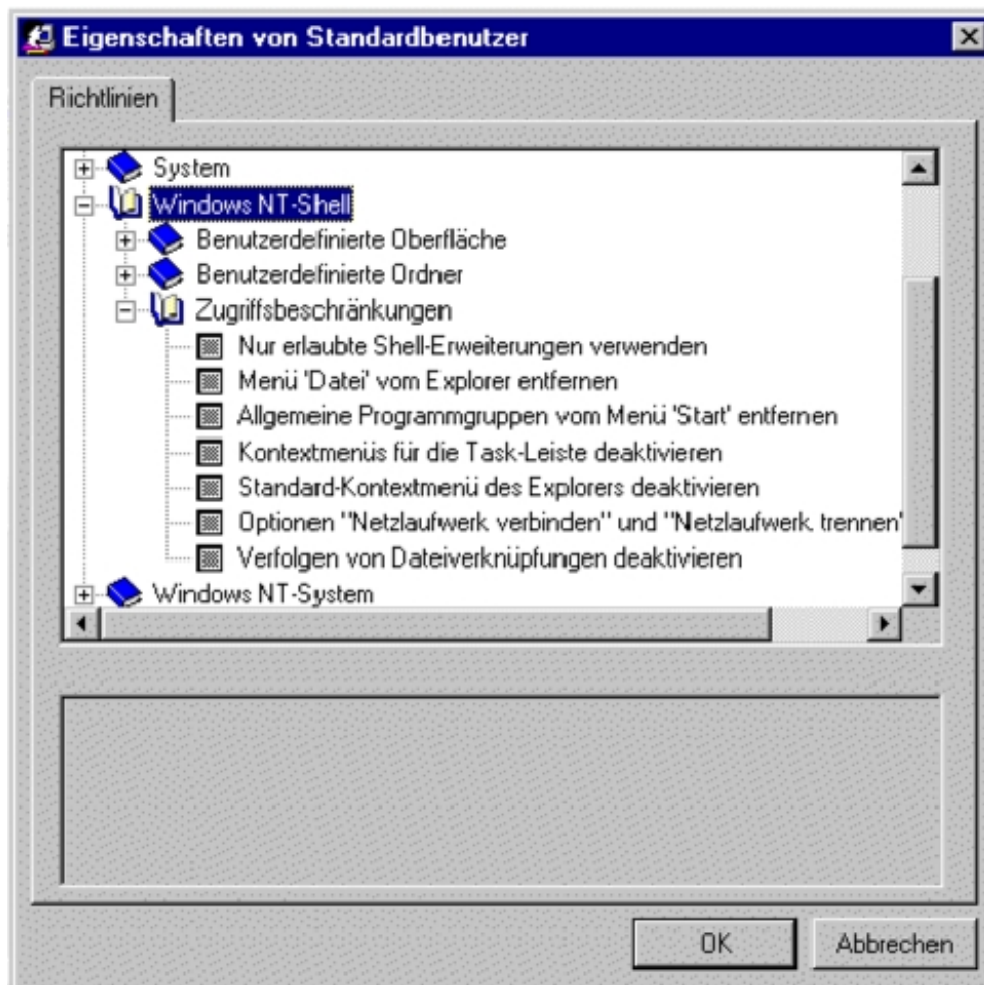 Eigenschaften von Standardbenutzer
Richtlinien
System
Windows NT-Shell
Benutzerdefinierte Oberfläche
Benutzerdefinierte Ordner
Zugriffsbeschränkungen
Nur erlaubte Shell-Erweiterungen verwenden
Menü 'Datei' vom Explorer entfernen
Allgemeine Programmgruppen vom Menü 'Start' entfernen
Kontextmenüs für die Task-Leiste deaktivieren
Standard-Kontextmenü des Explorers deaktivieren
Optionen "Netzlaufwerk verbinden" und "Netzlaufwerk trennen"
Verfolgen von Dateiverknüpfungen deaktivieren
Windows NT-System
OK Abbrechen